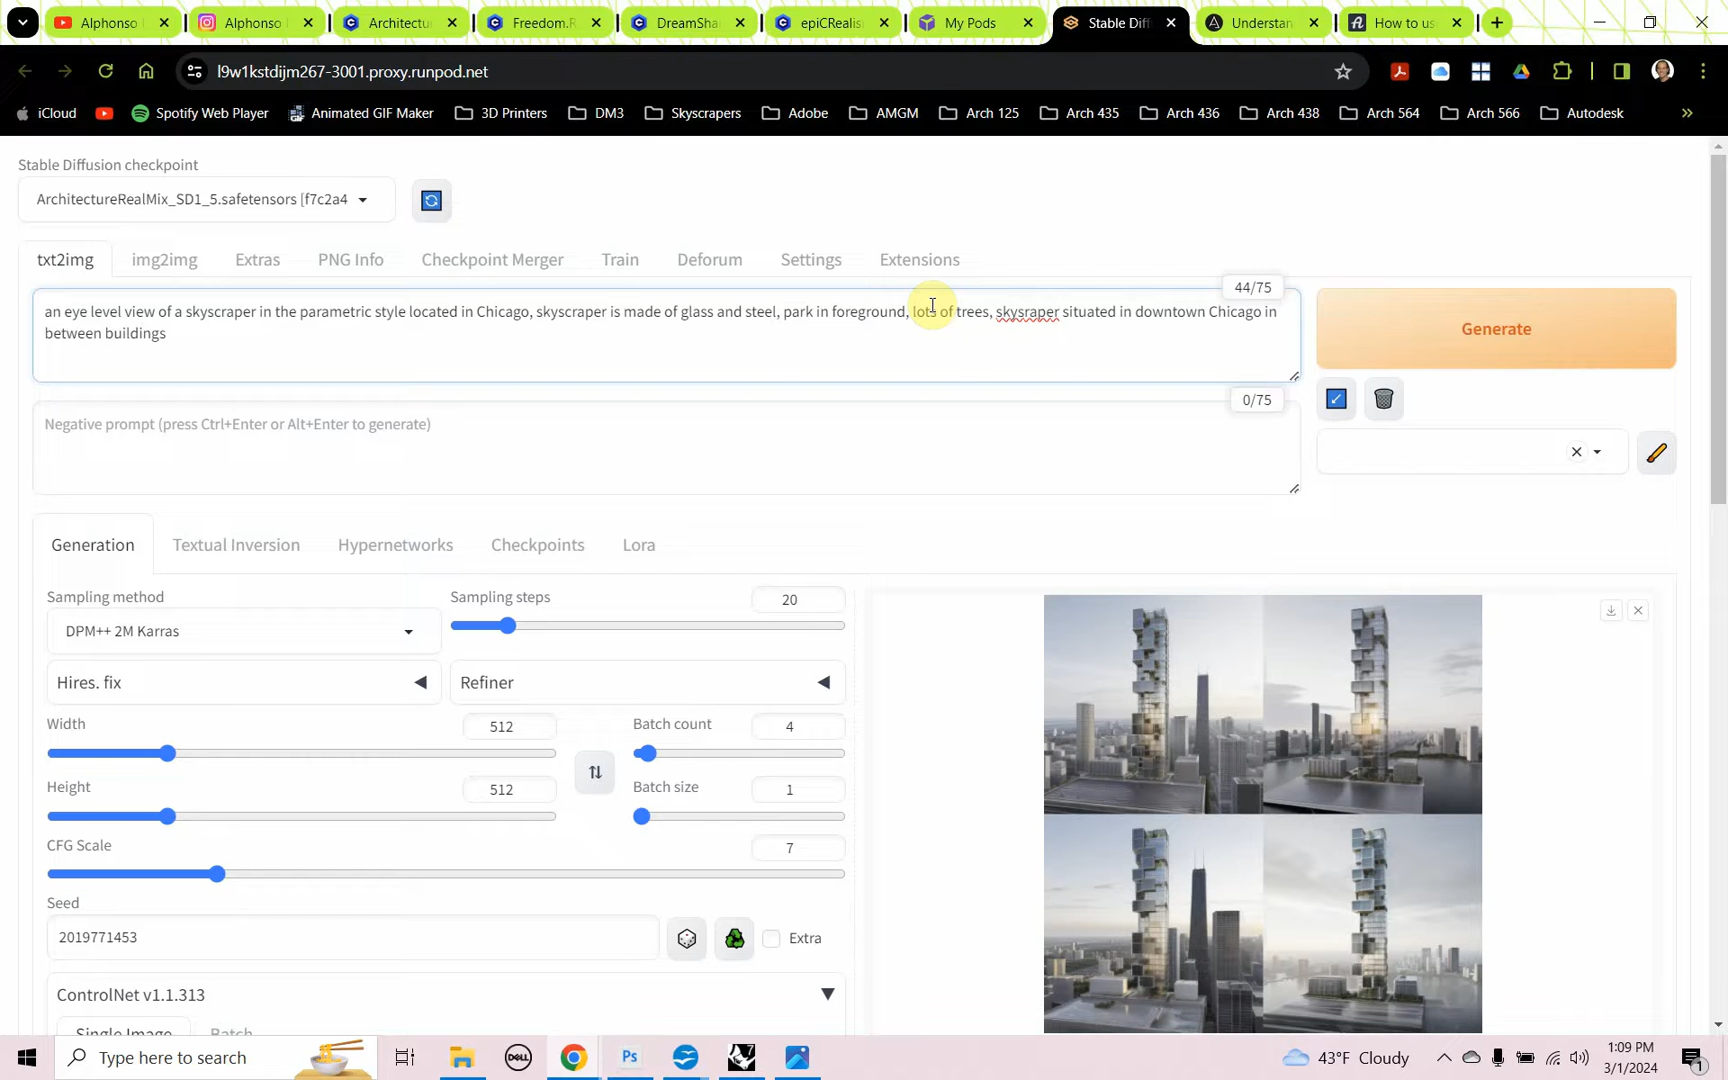 Alphonso
Alphonso
Architectu
Freedom.R
DreamSha
epiCRealis
My Pods
Stable Diff
Understan
How to us
l9w1kstdijm267-3001.proxy.runpod.net
iCloud
Spotify Web Player
Animated GIF Maker
3D Printers
DM3
Skyscrapers
Adobe
AMGM
Arch 125
Arch 435
Arch 436
Arch 438
Arch 564
Arch 566
Autodesk
Stable Diffusion checkpoint
ArchitectureRealMix_SD1_5.safetensors [f7c2a4
txt2img
img2img
Extras
PNG Info
Checkpoint Merger
Train
Deforum
Settings
Extensions
44/75
an eye level view of a skyscraper in the parametric style located in Chicago, skyscraper is made of glass and steel, park in foreground, lots of trees, skysraper situated in downtown Chicago in
between buildings
Generate
0/75
Negative prompt (press Ctrl+Enter or Alt+Enter to generate)
Generation
Textual Inversion
Hypernetworks
Checkpoints
Lora
Sampling method
DPM++ 2M Karras
Sampling steps
20
Hires. fix
Refiner
Width
512
Batch count
4
Height
512
Batch size
1
CFG Scale
7
Seed
2019771453
Extra
ControlNet v1.1.313
Single Image
Batch
Type here to search
DELL
Ps
43°F Cloudy
1:09 PM
3/1/2024
1